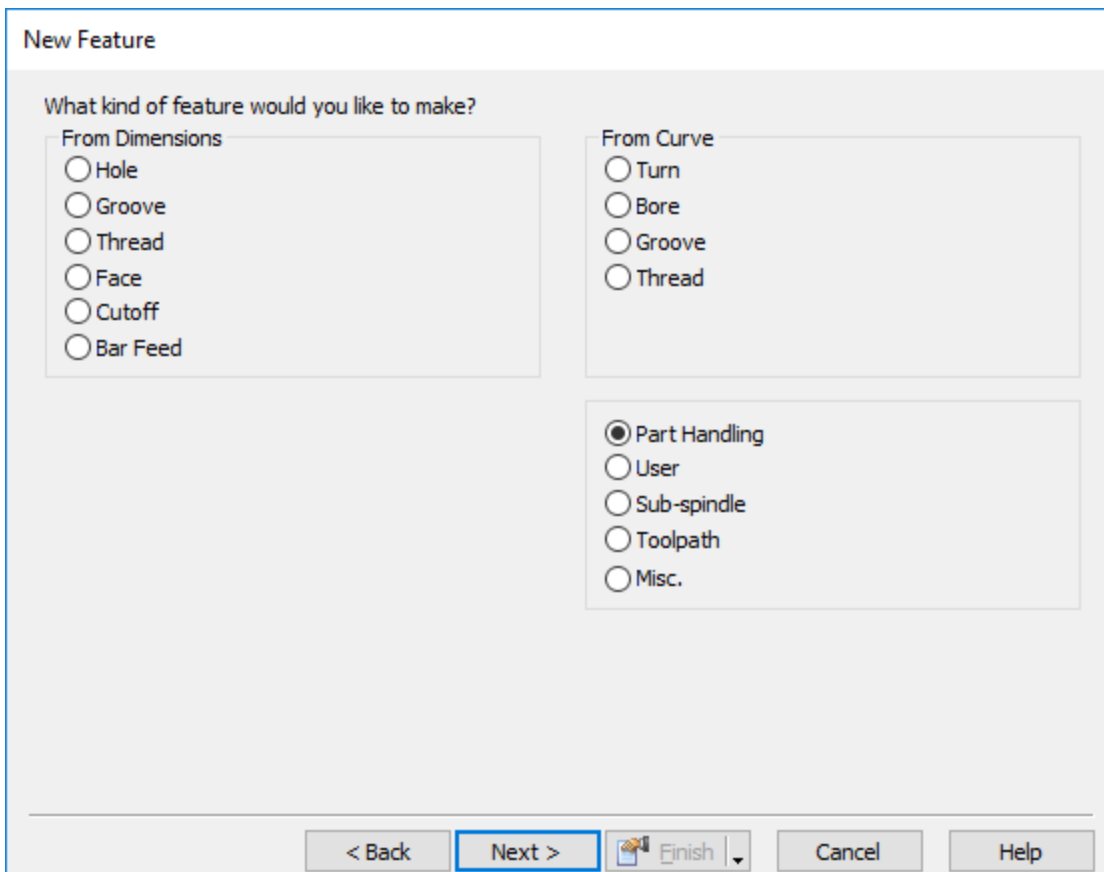 New Feature
What kind of feature would you like to make?
From Dimensions
Hole
Groove
Thread
Face
Cutoff
Bar Feed
From Curve
Turn
Bore
Groove
Thread
Part Handling
User
Sub-spindle
Toolpath
Misc.
< Back
Next >
Finish
Cancel
Help